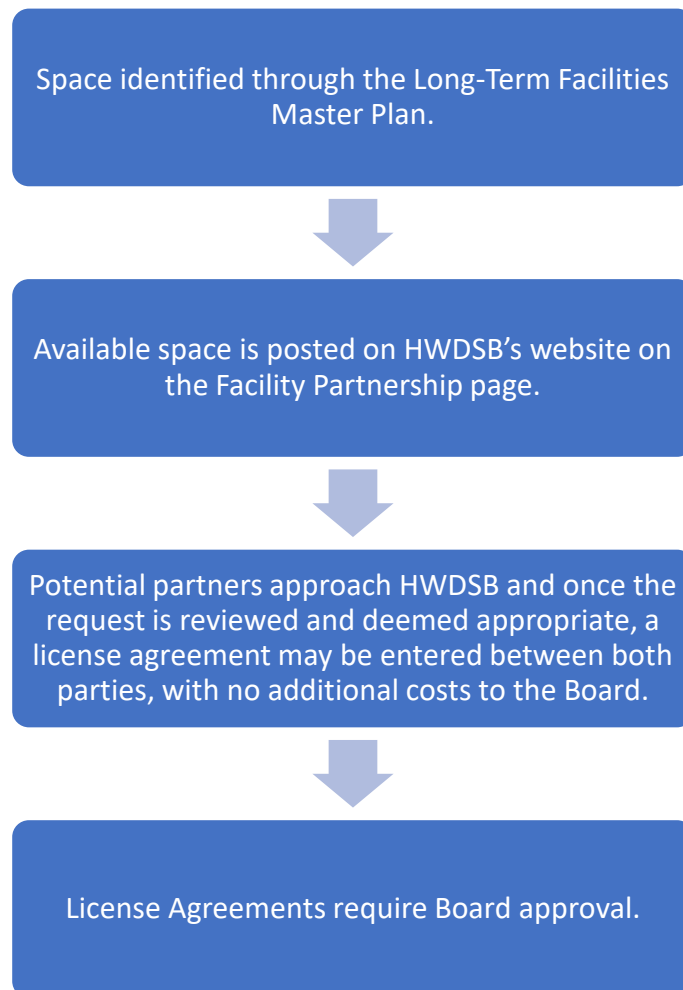 Space identified through the Long-Term Facilities
Master Plan.
Available space is posted on HWDSB’s website on
the Facility Partnership page.
Potential partners approach HWDSB and once the
request is reviewed and deemed appropriate, a
license agreement may be entered between both
parties, with no additional costs to the Board.
License Agreements require Board approval.